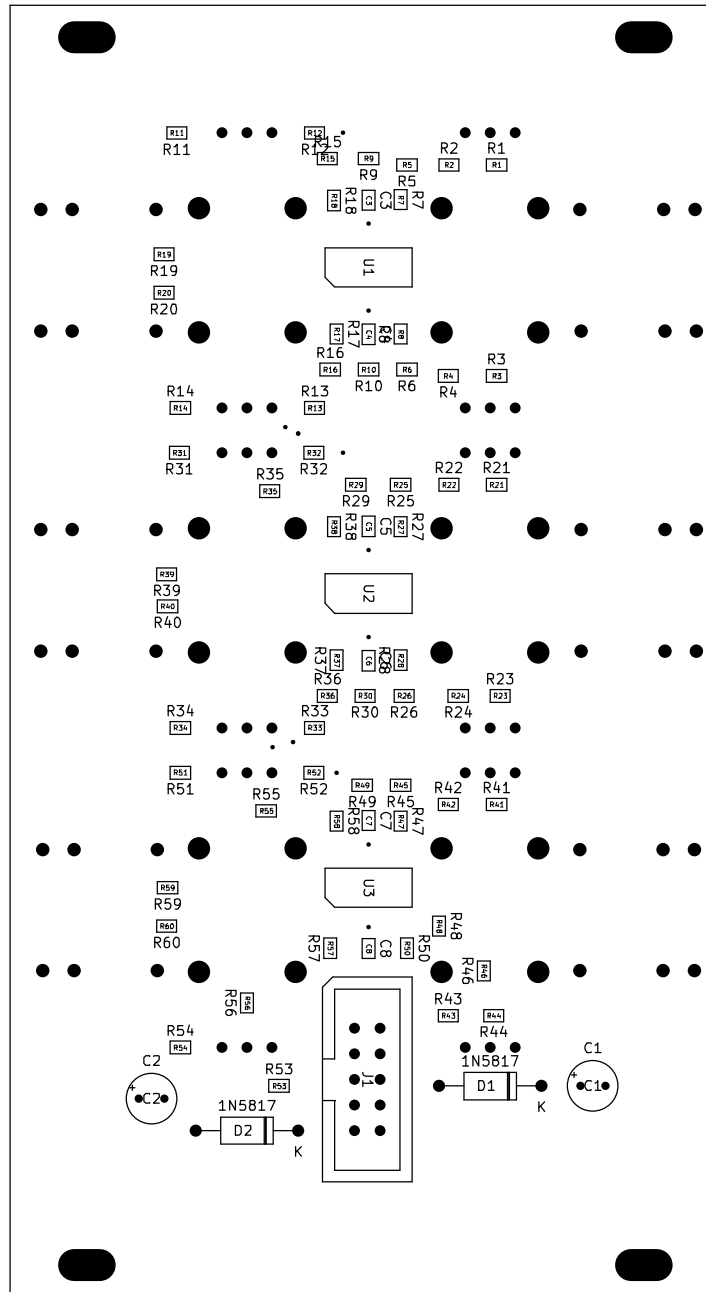 R11
R12
R15
R11
R12
R15
R9
R9
R5
R5
R2
R2
R1
R1
R18
R18
C3
C3
R7
R7
R19
R19
R20
R20
U1
R17
R17
C4
R8
R8
R16
R16
R10
R10
R6
R6
R4
R4
R3
R3
R14
R14
R13
R13
R31
R31
R32
R32
R35
R35
R29
R29
R25
R25
R22
R22
R21
R21
R38
R38
C5
C5
R27
R27
R39
R39
R40
R40
U2
R37
R37
C6
R28
R28
R36
R36
R30
R30
R26
R26
R24
R24
R23
R23
R34
R34
R33
R33
R51
R51
R52
R52
R55
R55
R49
R49
R45
R45
R42
R42
R41
R41
R58
R58
C7
C7
R47
R47
R59
R59
R60
R60
U3
R57
R57
C8
C8
R50
R50
R48
R48
R46
R46
R56
R56
R43
R43
R44
R44
R54
R54
C2
+
C2
R53
R53
1N5817
D2
K
J1
1N5817
D1
K
C1
+
C1